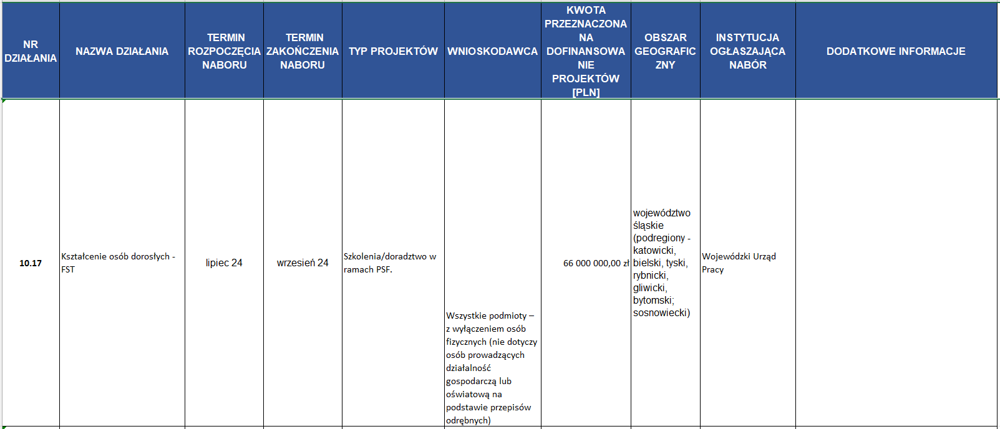 NR
DZIAŁANIA
NAZWA DZIAŁANIA
TERMIN
ROZPOCZĘCIA
NABORU
TERMIN
ZAKOŃCZENIA
NABORU
TYP PROJEKTÓW
WNIOSKODAWCA
KWOTA
PRZEZNACZONA
NA
DOFINANSOWA
NIE
PROJEKTÓW
[PLN]
OBSZAR
GEOGRAFIC
ZNY
INSTYTUCJA
OGŁASZAJĄCA
NABÓR
DODATKOWE INFORMACJE
10.17
Kształcenie osób dorosłych -
FST
lipiec 24
wrzesień 24
Szkolenia/doradztwo w
ramach PSF.
Wszystkie podmioty –
z wyłączeniem osób
fizycznych (nie dotyczy
osób prowadzących
działalność
gospodarczą lub
oświatową na
podstawie przepisów
odrębnych)
66 000 000,00 zł
województwo
śląskie
(podregiony -
katowicki,
bielski, tyski,
rybnicki,
gliwicki,
bytomski;
sosnowiecki)
Wojewódzki Urząd
Pracy